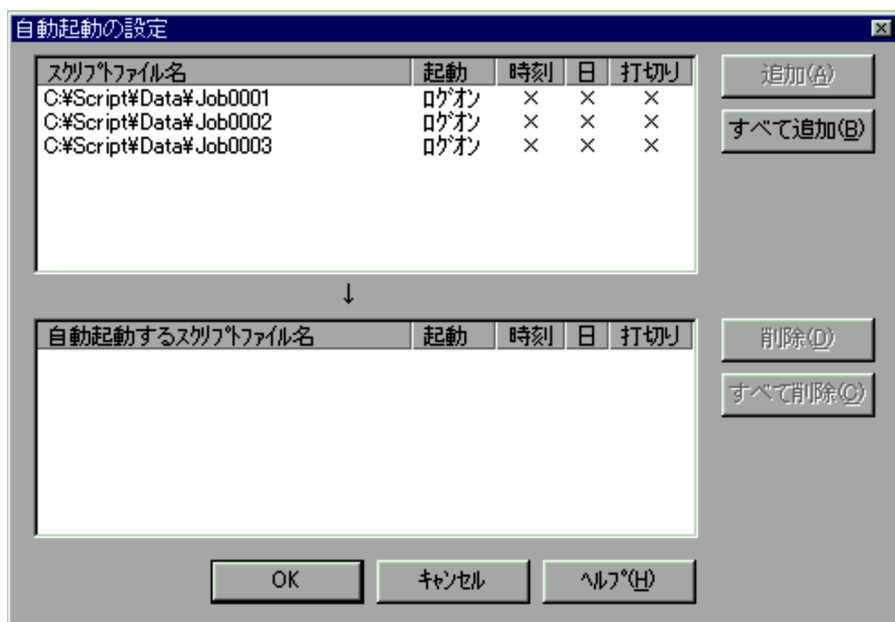 自動起動の設定
ｽｸﾘﾌﾟﾄﾌｧｲﾙ名 起動 時刻 日 打切り
C:¥Script¥Data¥Job0001 ﾛｸﾞｵﾝ × × ×
C:¥Script¥Data¥Job0002 ﾛｸﾞｵﾝ × × ×
C:¥Script¥Data¥Job0003 ﾛｸﾞｵﾝ × × ×
追加(A)
すべて追加(B)
↓
自動起動するｽｸﾘﾌﾟﾄﾌｧｲﾙ名 起動 時刻 日 打切り
削除(D)
すべて削除(C)
OK ｷｬﾝｾﾙ ﾍﾙﾌﾟ(H)